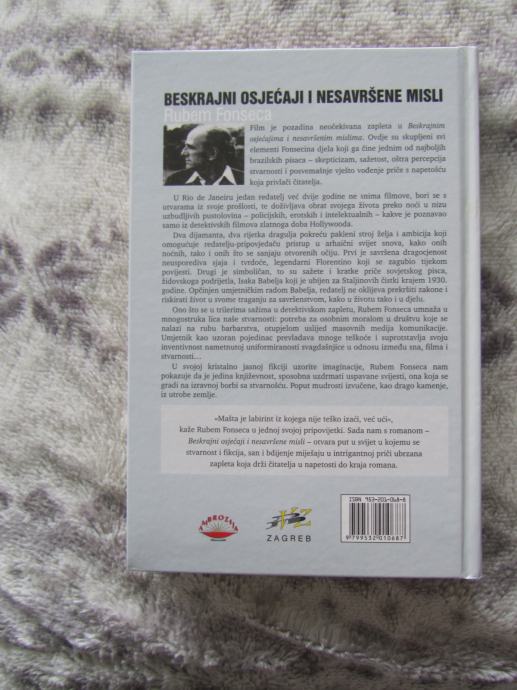 BESKRAJNI OSJEĆAJI I NESAVRŠENE MISLI
Rubem Fonseca
Film je pozadina neočekivana zapleta u Beskrajnim
osjećajima i nesavršenim mislima. Ovdje su skupljeni svi
elementi Fonsecina djela koji ga čine jednim od najboljih
brazilskih pisaca – skepticizam, sažetost, oštra percepcija
stvarnosti i posvemašnje vješto vođenje priče s napetošću
koja privlači čitatelja.
U Rio de Janeiru jedan redatelj već dvije godine ne snima filmove, bori se s
utvarama iz svoje prošlosti, te doživljava obrat svojega života preko noći u nizu
uzbudljivih pustolovina – policijskih, erotskih i intelektualnih – kakve je poznavao
samo iz detektivskih filmova zlatnoga doba Hollywooda.
Dva dijamanta, dva rijetka dragulja pokreću pakleni stroj želja i ambicija koji
omogućuje redatelju-pripovjedaču pristup u arhaični svijet snova, kako onih
noćnih, tako i onih što se sanjaju otvorenih očiju. Prvi je savršena dragocjenost
neusporediva sjaja i tvrdoće, legendarni Florentino koji se zagubio tijekom
povijesti. Drugi je simboličan, to su sažete i kratke priče sovjetskog pisca,
židovskoga podrijetla, Isaka Babelja koji je ubijen za Staljinovih čistki krajem 1930.
godine. Općinjen umjetničkim radom Babelja, redatelj ne oklijeva prekršiti zakone i
riskirati život u svome traganju za savršenstvom, kako u životu tako i u djelu.
Ono što se u trilerima sažima u detektivskom zapletu, Rubem Fonseca umnaža u
mnogostruka lica naše stvarnosti: potreba za osobnim moralom u društvu koje se
nalazi na rubu barbarstva, otupjelom uslijed masovnih medija komunikacije.
Umjetnik kao uzoran pojedinac prevladava mnoge teškoće i suprotstavlja svoju
inventivnost nametnutoj uniformiranosti svagdašnjice u odnosu između sna, filma i
stvarnosti...
U svojoj kristalno jasnoj fikciji uzorite imaginacije, Rubem Fonseca nam
pokazuje da je jedina književnost, sposobna uzdrmati uspavane svijesti, ona koja se
gradi na izravnoj borbi sa stvarnošću. Poput mudrosti izvučene, kao drago kamenje,
iz utrobe zemlje.
«Mašta je labirint iz kojega nije teško izaći, već ući»,
kaže Rubem Fonseca u jednoj svojoj pripovijetki. Sada nam s romanom –
Beskrajni osjećaji i nesavršene misli – otvara put u svijet u kojemu se
stvarnost i fikcija, san i bdijenje miješaju u intrigantnoj priči ubrzana
zapleta koja drži čitatelja u napetosti do kraja romana.
ZAGREB
ISBN 953-201-068-8
9799532010687